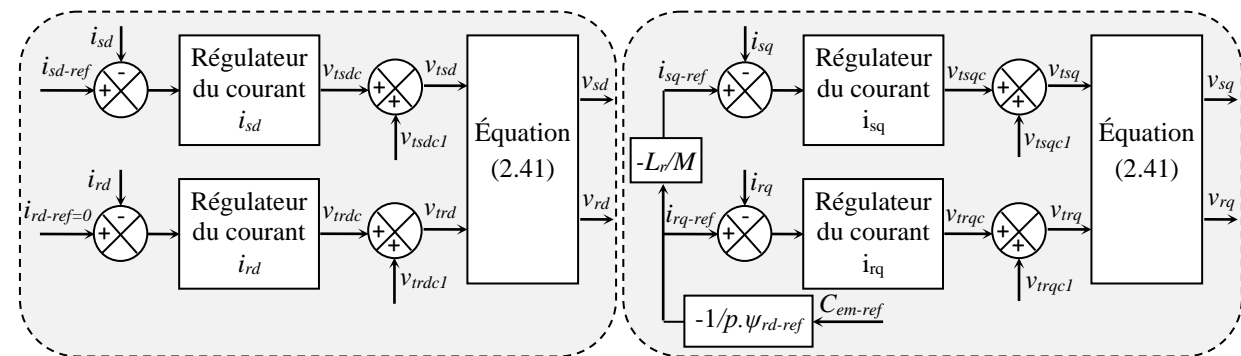 i_sd
i_sd-ref
+
-
Régulateur
du courant
i_sd
v_tsdc
+
+
v_tsd
v_tsdc1
i_rd
i_rd-ref=0
+
-
Régulateur
du courant
i_rd
v_trdc
+
+
v_trd
v_trdc1
Équation
(2.41)
v_sd
v_rd
i_sq
i_sq-ref
+
-
Régulateur
du courant
i_sq
v_tsqc
+
+
v_tsq
v_tsqc1
-L_r/M
i_rq
i_rq-ref
+
-
Régulateur
du courant
i_rq
v_trqc
+
+
v_trq
v_trqc1
Équation
(2.41)
v_sq
v_rq
-1/p.ψ_rd-ref
C_em-ref